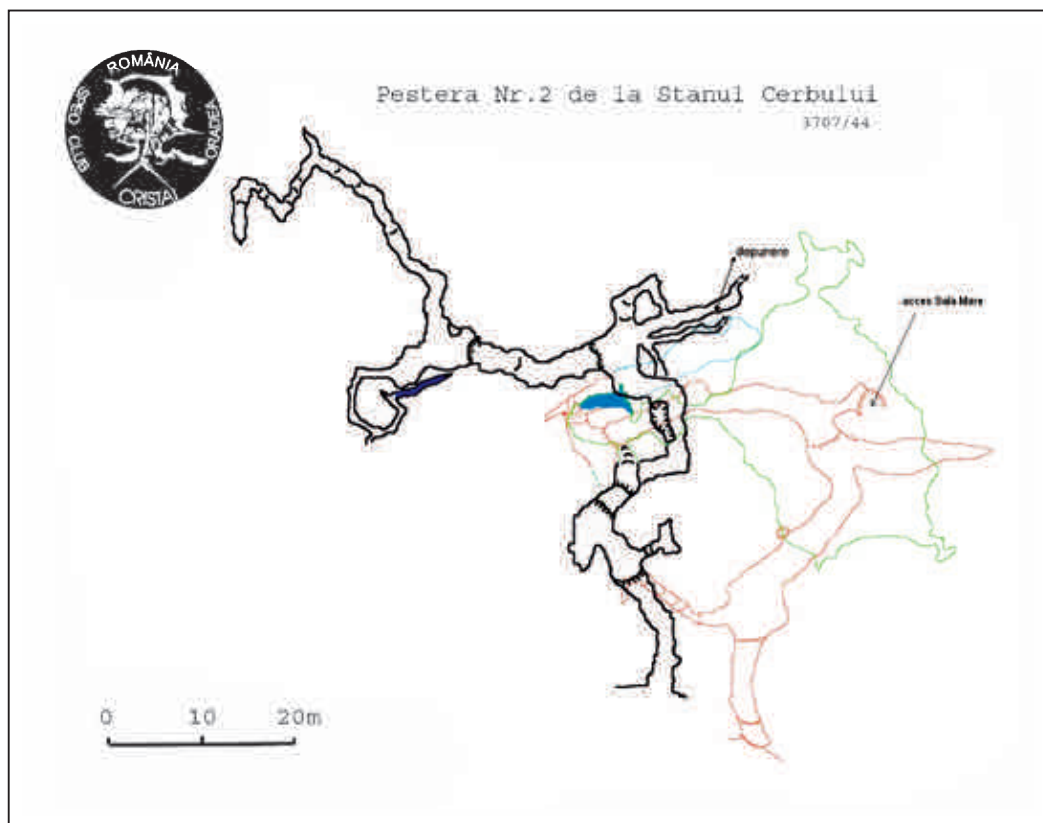 ROMÂNIA
SPEO CLUB
ORADEA
CRISTAL
Pestera Nr.2 de la Stanul Cerbului
3707/44
depunere
acces Sala Mare
0 10 20m